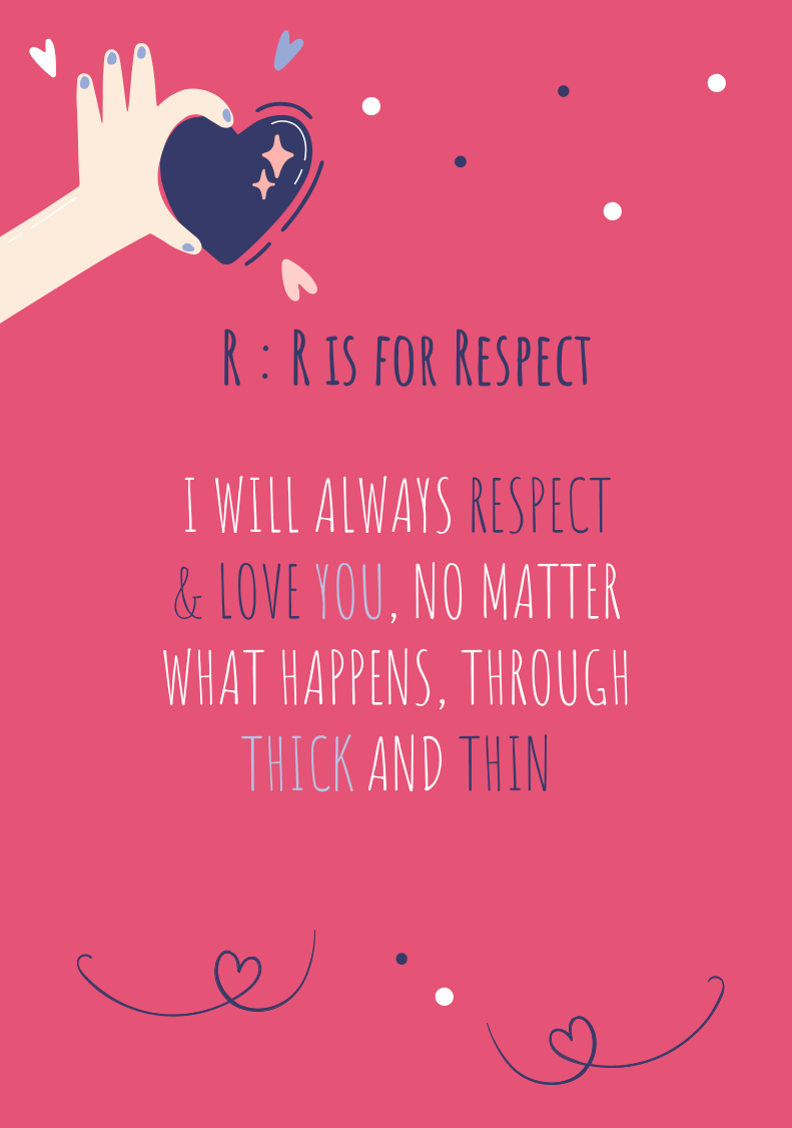 R : R is for Respect
I WILL ALWAYS RESPECT
& LOVE YOU, NO MATTER
WHAT HAPPENS, THROUGH
THICK AND THIN